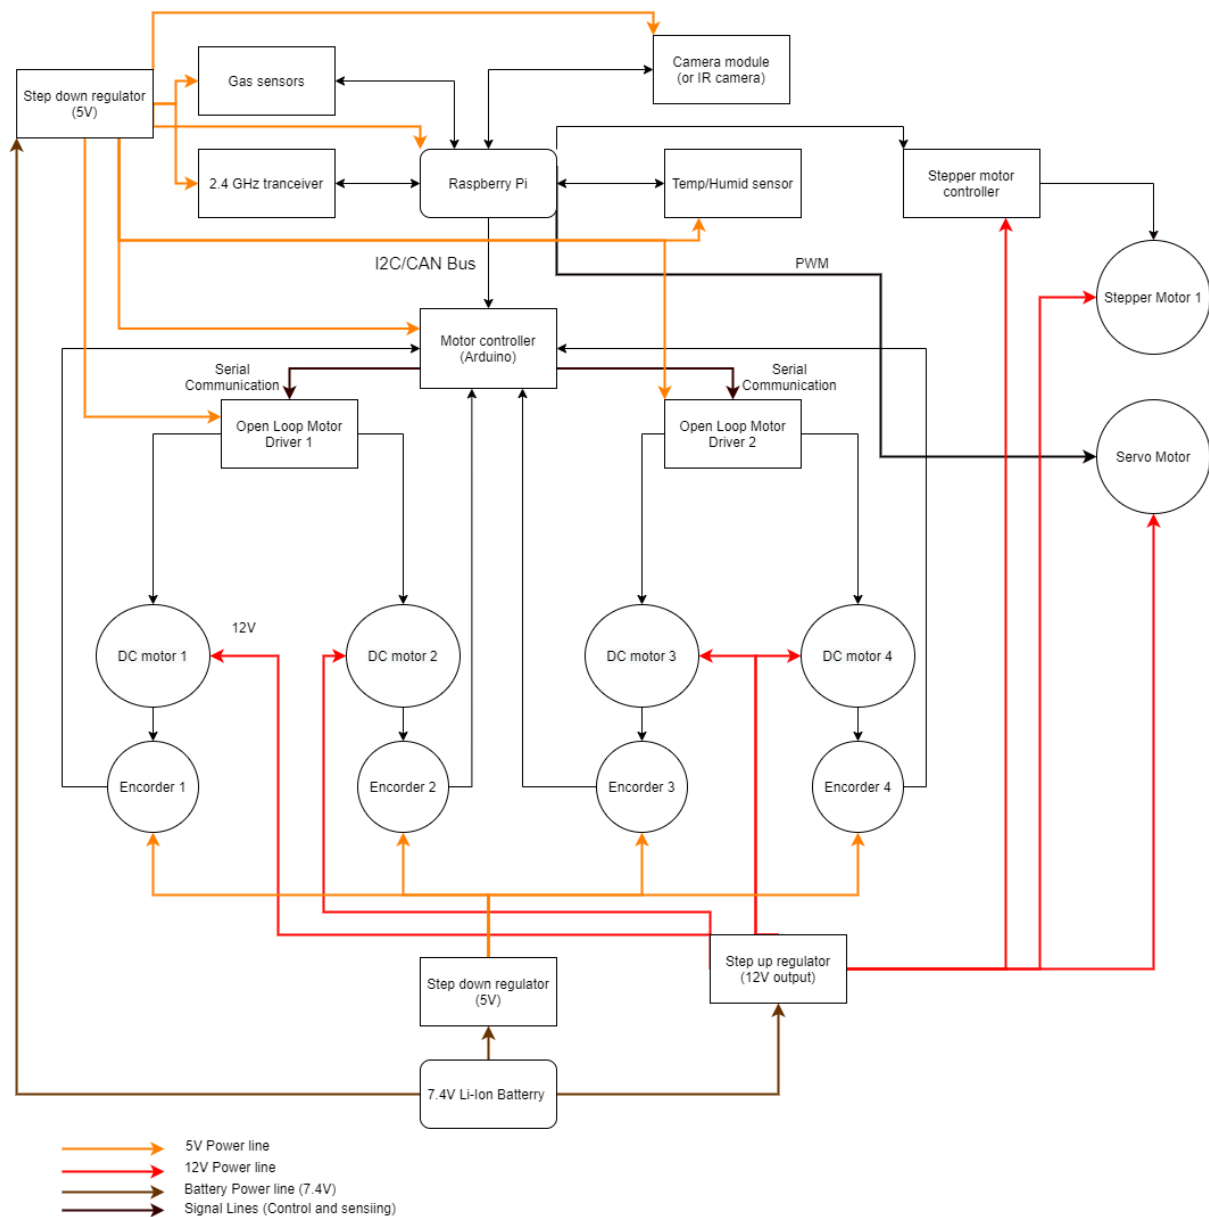 Camera module
(or IR camera)
Step down regulator
(5V)
Gas sensors
2.4 GHz tranceiver
Raspberry Pi
Temp/Humid sensor
Stepper motor
controller
I2C/CAN Bus
PWM
Stepper Motor 1
Motor controller
(Arduino)
Serial
Communication
Serial
Communication
Open Loop Motor
Driver 1
Open Loop Motor
Driver 2
Servo Motor
12V
DC motor 1
DC motor 2
DC motor 3
DC motor 4
Encorder 1
Encorder 2
Encorder 3
Encorder 4
Step up regulator
(12V output)
Step down regulator
(5V)
7.4V Li-Ion Batterry
5V Power line
12V Power line
Battery Power line (7.4V)
Signal Lines (Control and sensiing)